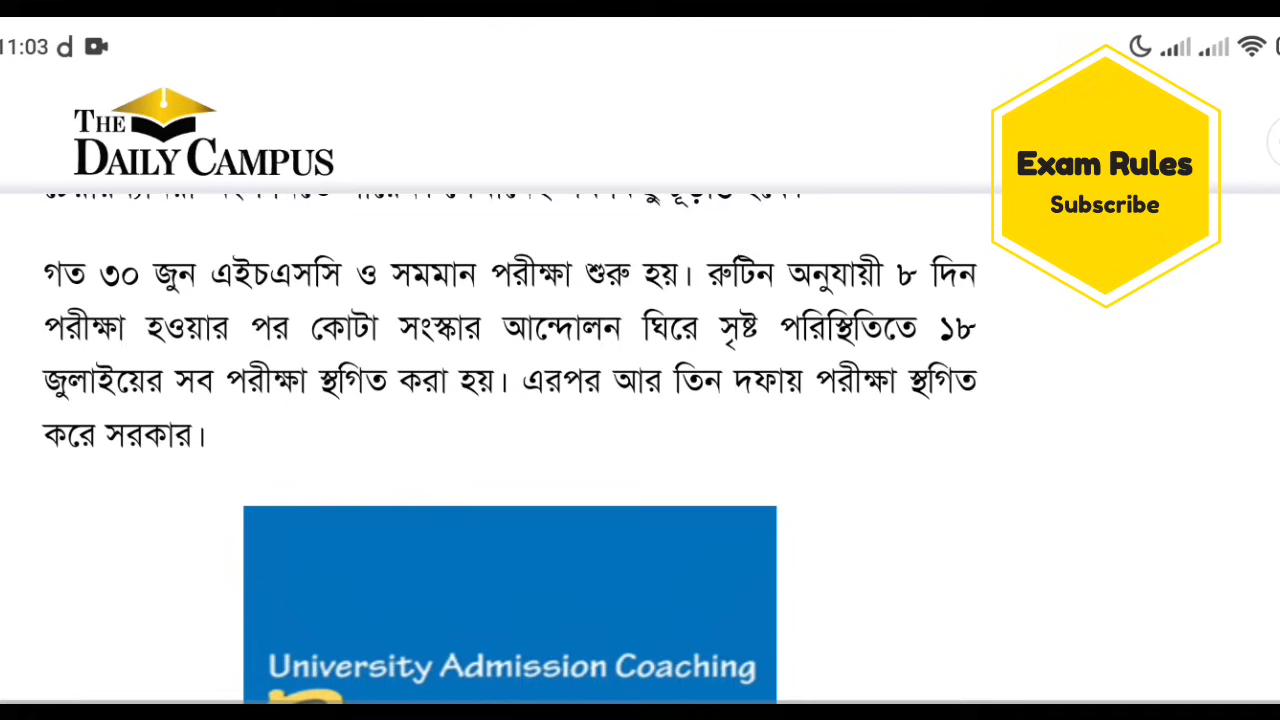 11:03 d
THE
DAILY CAMPUS
Exam Rules
Subscribe
গত ৩০ জুন এইচএসসি ও সমমান পরীক্ষা শুরু হয়। রুটিন অনুযায়ী ৮ দিন
পরীক্ষা হওয়ার পর কোটা সংস্কার আন্দোলন ঘিরে সৃষ্ট পরিস্থিতিতে ১৮
জুলাইয়ের সব পরীক্ষা স্থগিত করা হয়। এরপর আর তিন দফায় পরীক্ষা স্থগিত
করে সরকার।
University Admission Coaching